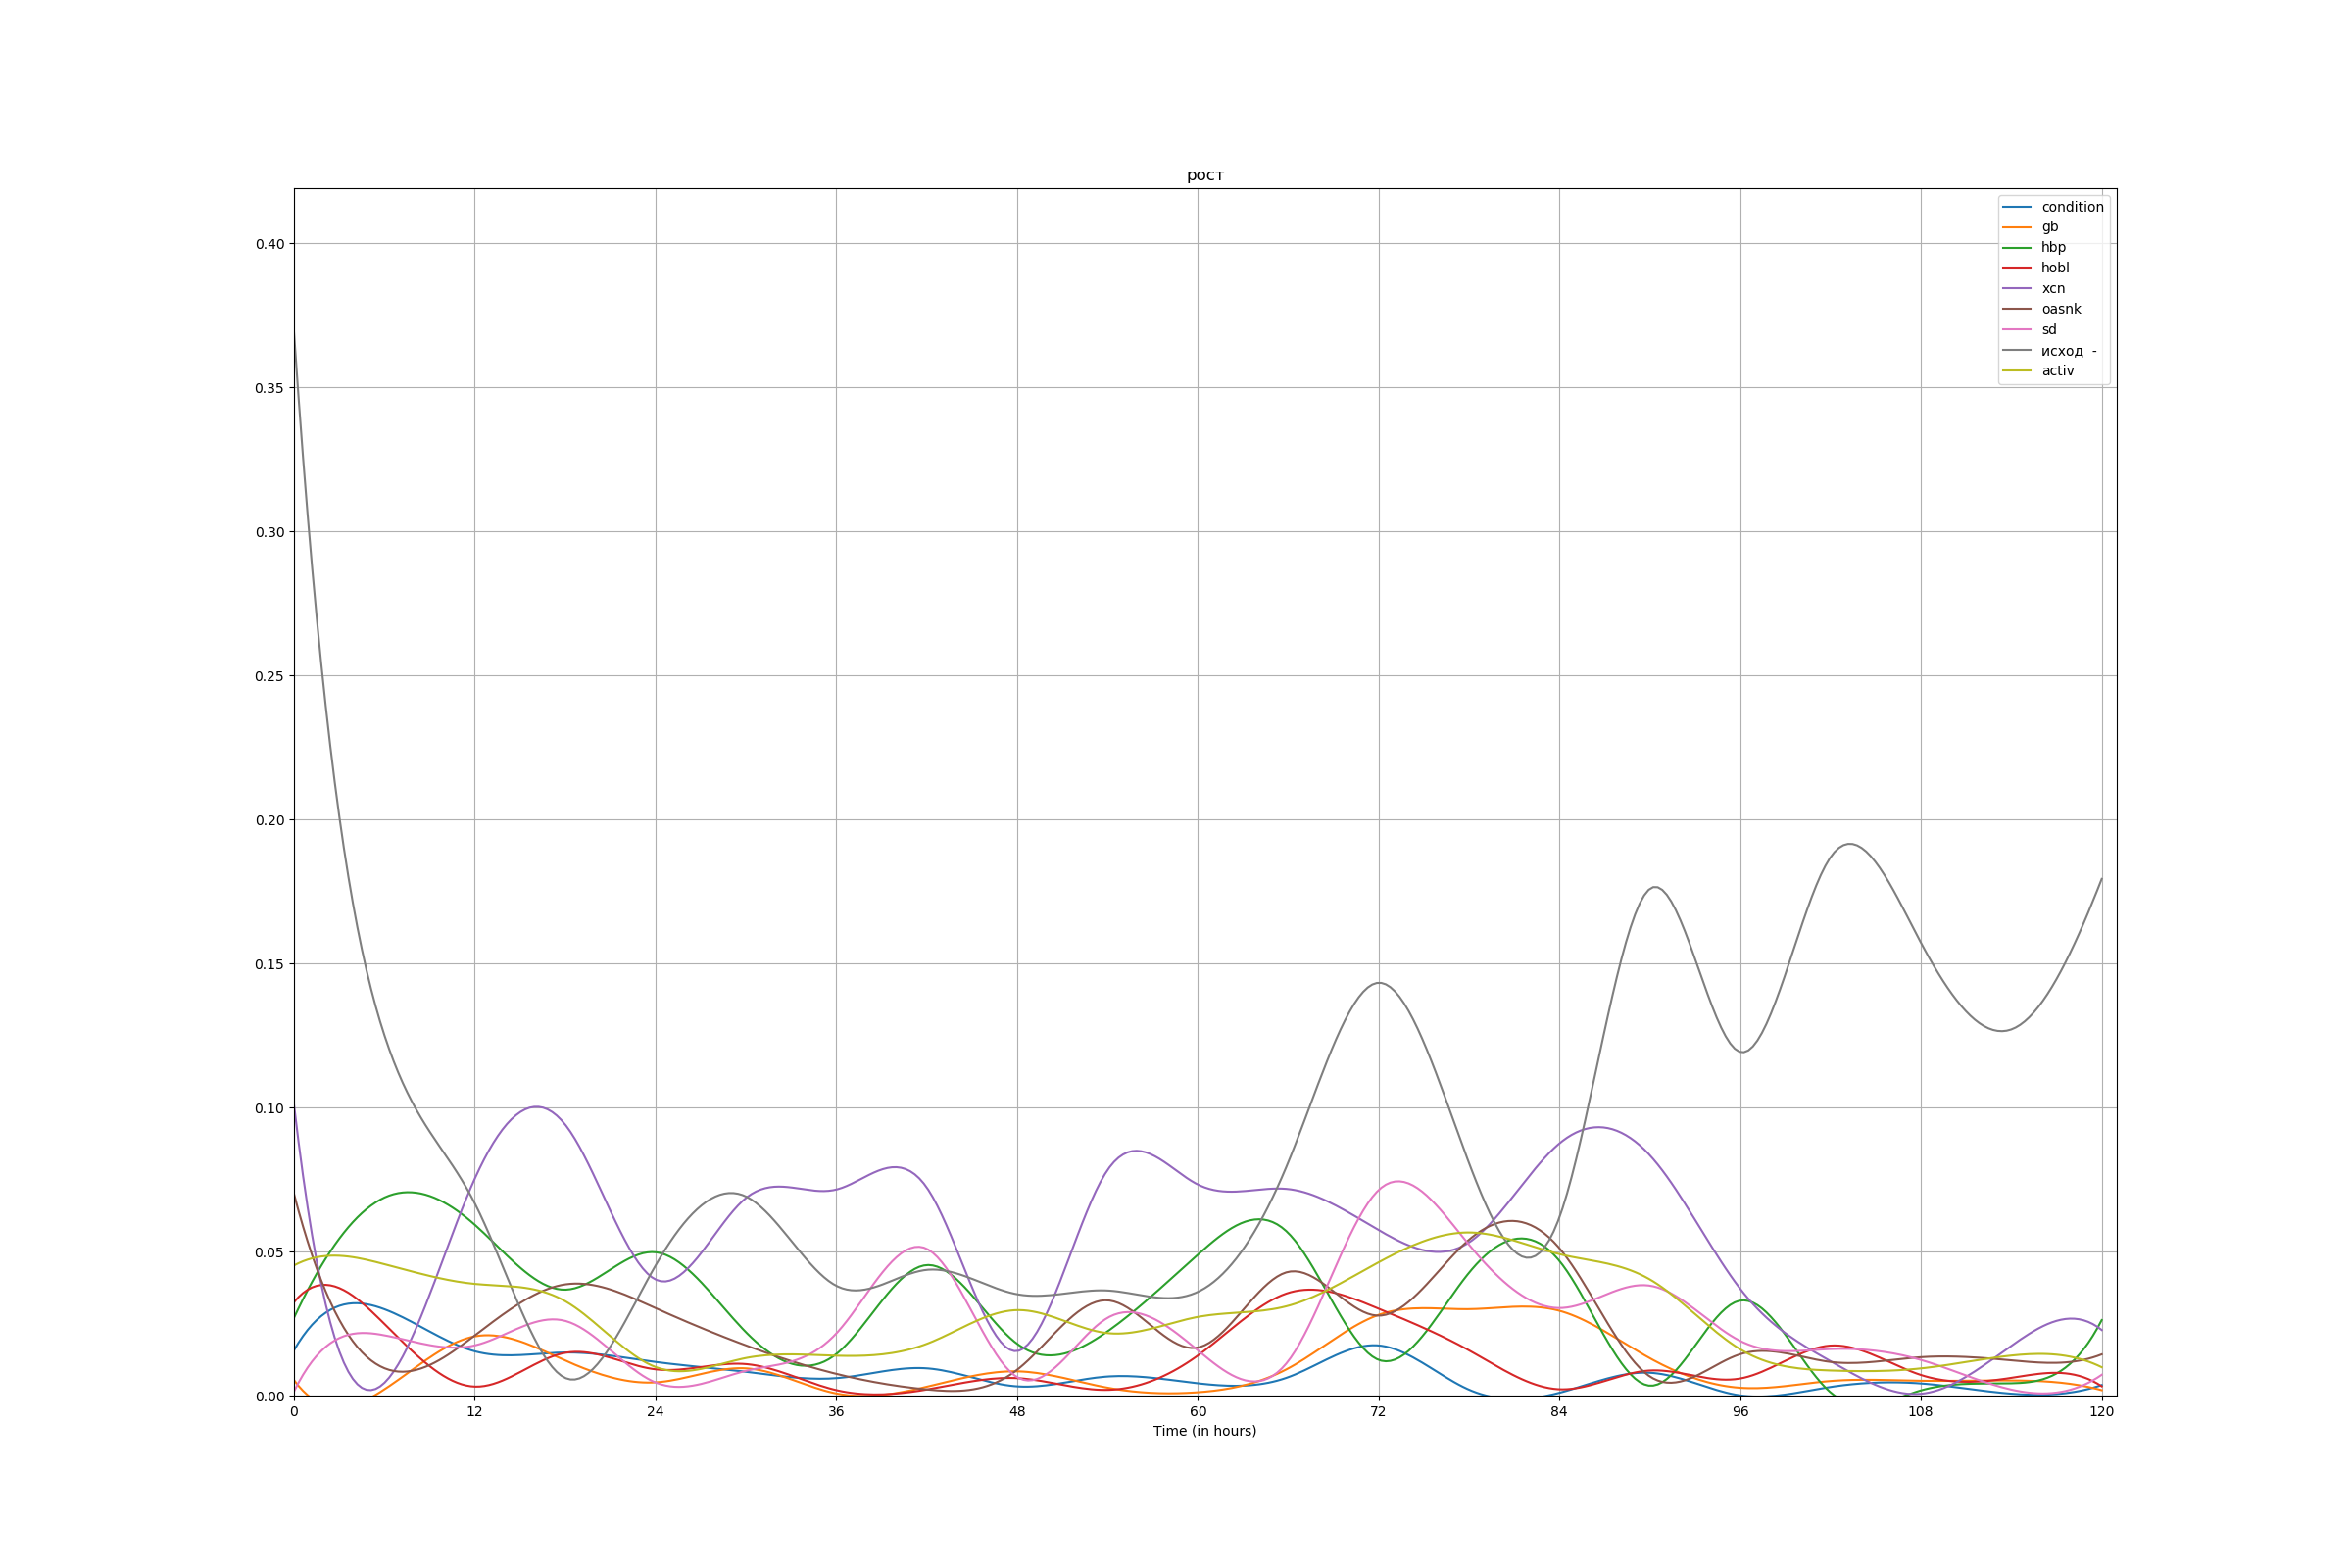 рост
0.40
0.35
0.30
0.25
0.20
0.15
0.10
0.05
0.00
condition
gb
hbp
hobl
xcn
oasnk
sd
исход -
activ
0 12 24 36 48 60 72 84 96 108 120
Time (in hours)